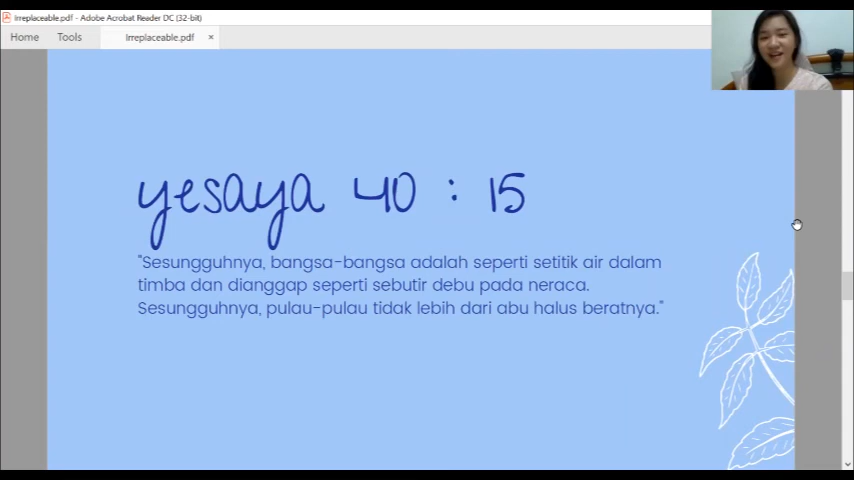 Irreplaceable.pdf - Adobe Acrobat Reader DC (32-bit)
Home Tools Irreplaceable.pdf ×
yesaya 40 : 15
"Sesungguhnya, bangsa-bangsa adalah seperti setitik air dalam
timba dan dianggap seperti sebutir debu pada neraca.
Sesungguhnya, pulau-pulau tidak lebih dari abu halus beratnya."